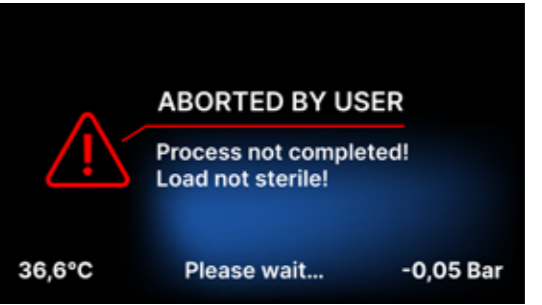 ABORTED BY USER
Process not completed!
Load not sterile!
36,6°C Please wait... -0,05 Bar